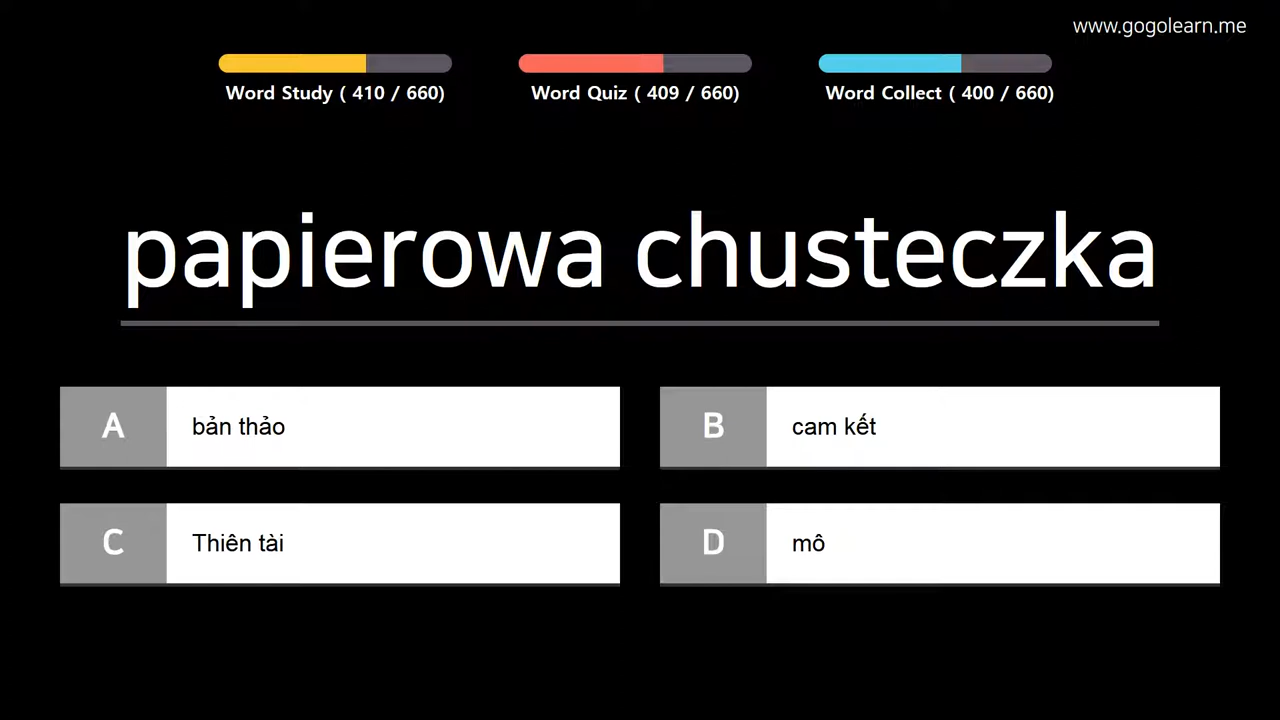 www.gogolearn.me
Word Study ( 410 / 660)
Word Quiz ( 409 / 660)
Word Collect ( 400 / 660)
papierowa chusteczka
A bản thảo
B cam kết
C Thiên tài
D mô